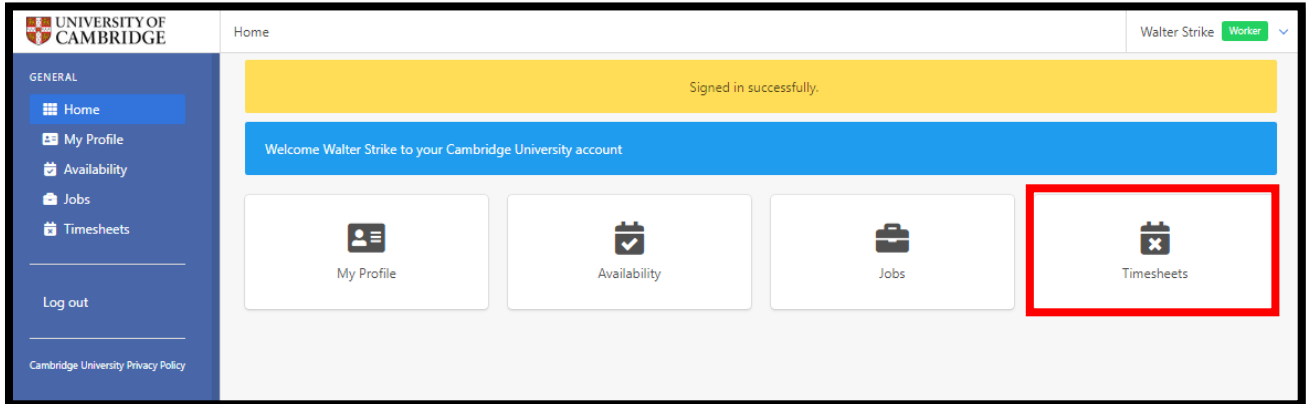 UNIVERSITY OF
CAMBRIDGE
Home
Walter Strike Worker
GENERAL
Home
My Profile
Availability
Jobs
Timesheets
Log out
Cambridge University Privacy Policy
Signed in successfully.
Welcome Walter Strike to your Cambridge University account
My Profile
Availability
Jobs
Timesheets